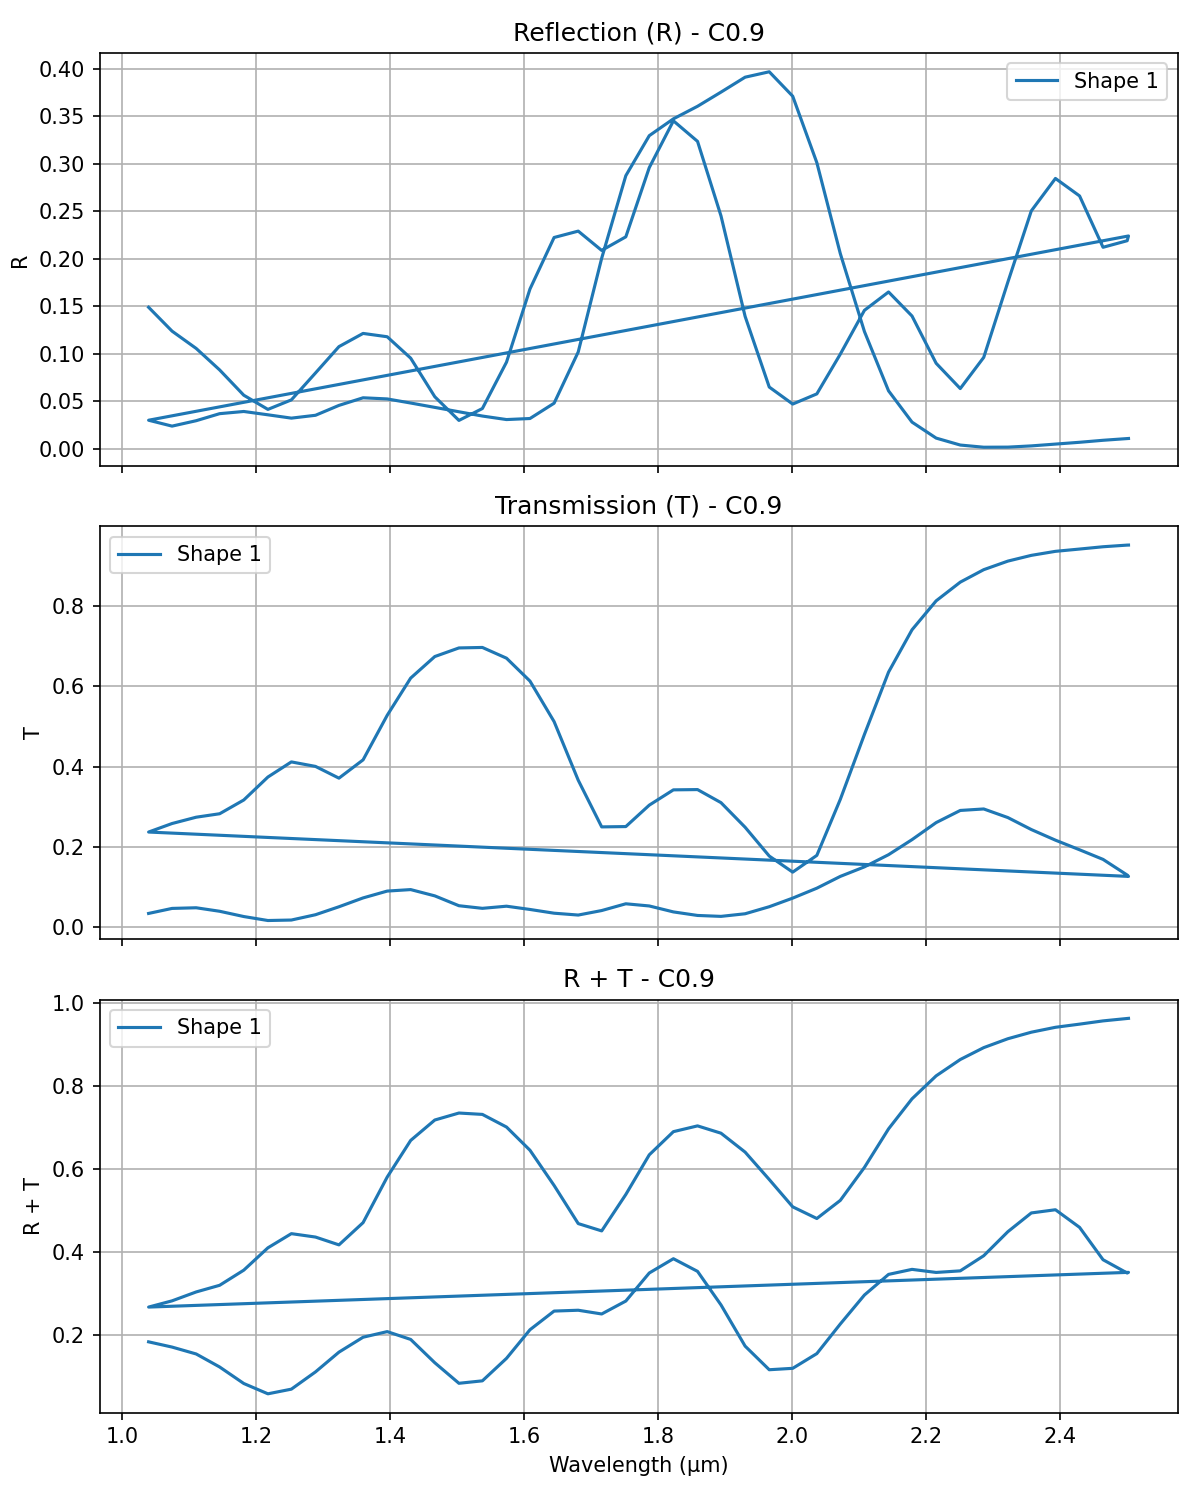 Reflection (R) - C0.9
0.40
0.35
0.30
0.25
0.20
0.15
0.10
0.05
0.00
R
Shape 1
Transmission (T) - C0.9
0.8
0.6
0.4
0.2
0.0
T
Shape 1
R + T - C0.9
1.0
0.8
0.6
0.4
0.2
R + T
Shape 1
1.0 1.2 1.4 1.6 1.8 2.0 2.2 2.4
Wavelength (μm)